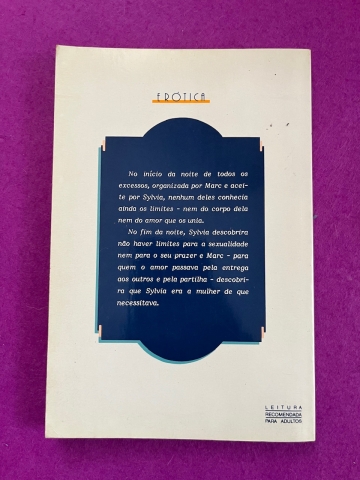 ERÓTICA
No início da noite de todos os
excessos, organizada por Marc e acei-
te por Sylvia, nenhum deles conhecia
ainda os limites - nem do corpo dela
nem do amor que os unia.
No fim da noite, Sylvia descobrira
não haver limites para a sexualidade
nem para o seu prazer e Marc - para
quem o amor passava pela entrega
aos outros e pela partilha - descobri-
ra que Sylvia era a mulher de que
necessitava.
LEITURA
RECOMENDADA
PARA ADULTOS